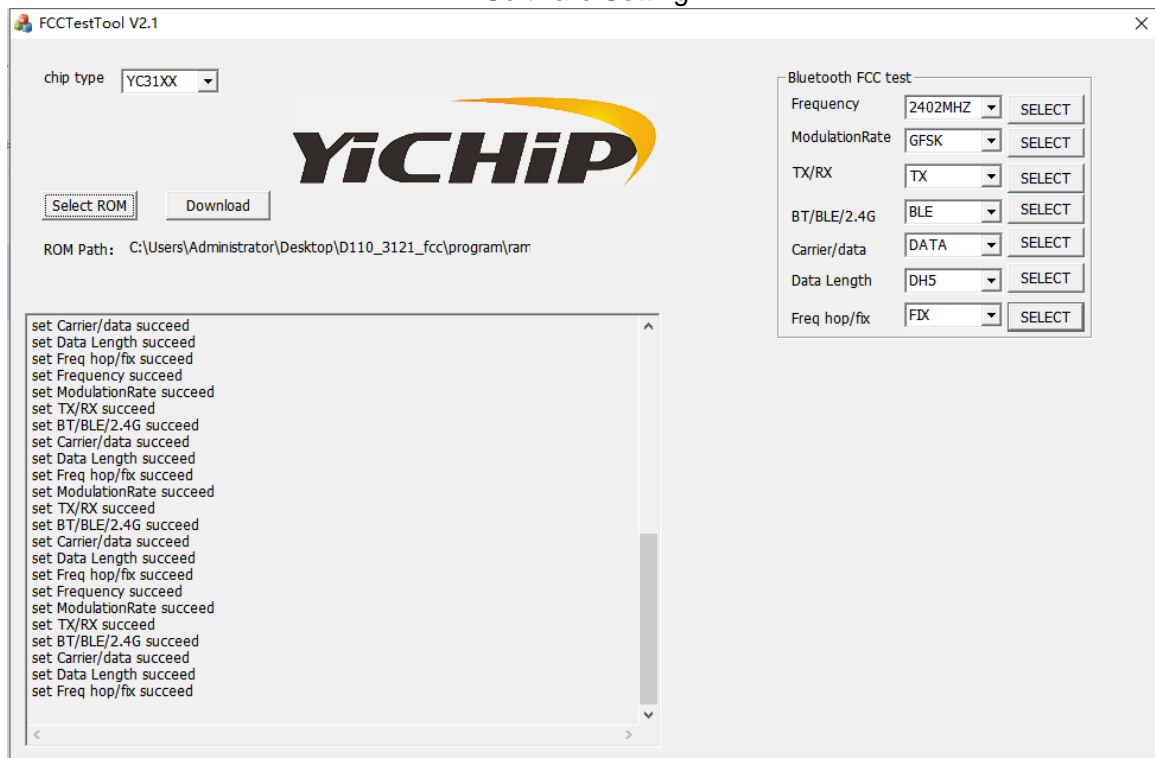 FCCTestTool V2.1
chip type YC31XX
YiCHiP
Select ROM Download
ROM Path: C:\Users\Administrator\Desktop\D110_3121_fcc\program\ram
Bluetooth FCC test
Frequency 2402MHZ SELECT
ModulationRate GFSK SELECT
TX/RX TX SELECT
BT/BLE/2.4G BLE SELECT
Carrier/data DATA SELECT
Data Length DH5 SELECT
Freq hop/fix FIX SELECT
set Carrier/data succeed
set Data Length succeed
set Freq hop/fix succeed
set Frequency succeed
set ModulationRate succeed
set TX/RX succeed
set BT/BLE/2.4G succeed
set Carrier/data succeed
set Data Length succeed
set Freq hop/fix succeed
set ModulationRate succeed
set TX/RX succeed
set BT/BLE/2.4G succeed
set Carrier/data succeed
set Data Length succeed
set Freq hop/fix succeed
set Frequency succeed
set ModulationRate succeed
set TX/RX succeed
set BT/BLE/2.4G succeed
set Carrier/data succeed
set Data Length succeed
set Freq hop/fix succeed